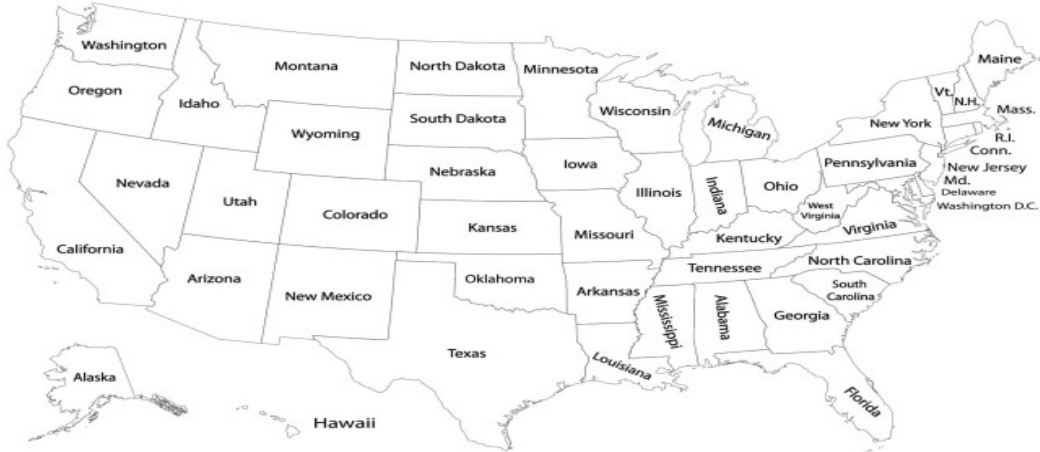 Washington
Montana
North Dakota
Minnesota
Maine
Oregon
Idaho
Wyoming
South Dakota
Wisconsin
Michigan
New York
Vt.
N.H.
Mass.
R.I.
Conn.
Nevada
Utah
Colorado
Nebraska
Iowa
Illinois
Indiana
Ohio
Pennsylvania
New Jersey
Md.
Delaware
Washington D.C.
West
Virginia
Virginia
California
Kansas
Missouri
Kentucky
Arizona
New Mexico
Oklahoma
Arkansas
Tennessee
North Carolina
South
Carolina
Mississippi
Alabama
Georgia
Texas
Louisiana
Florida
Alaska
Hawaii